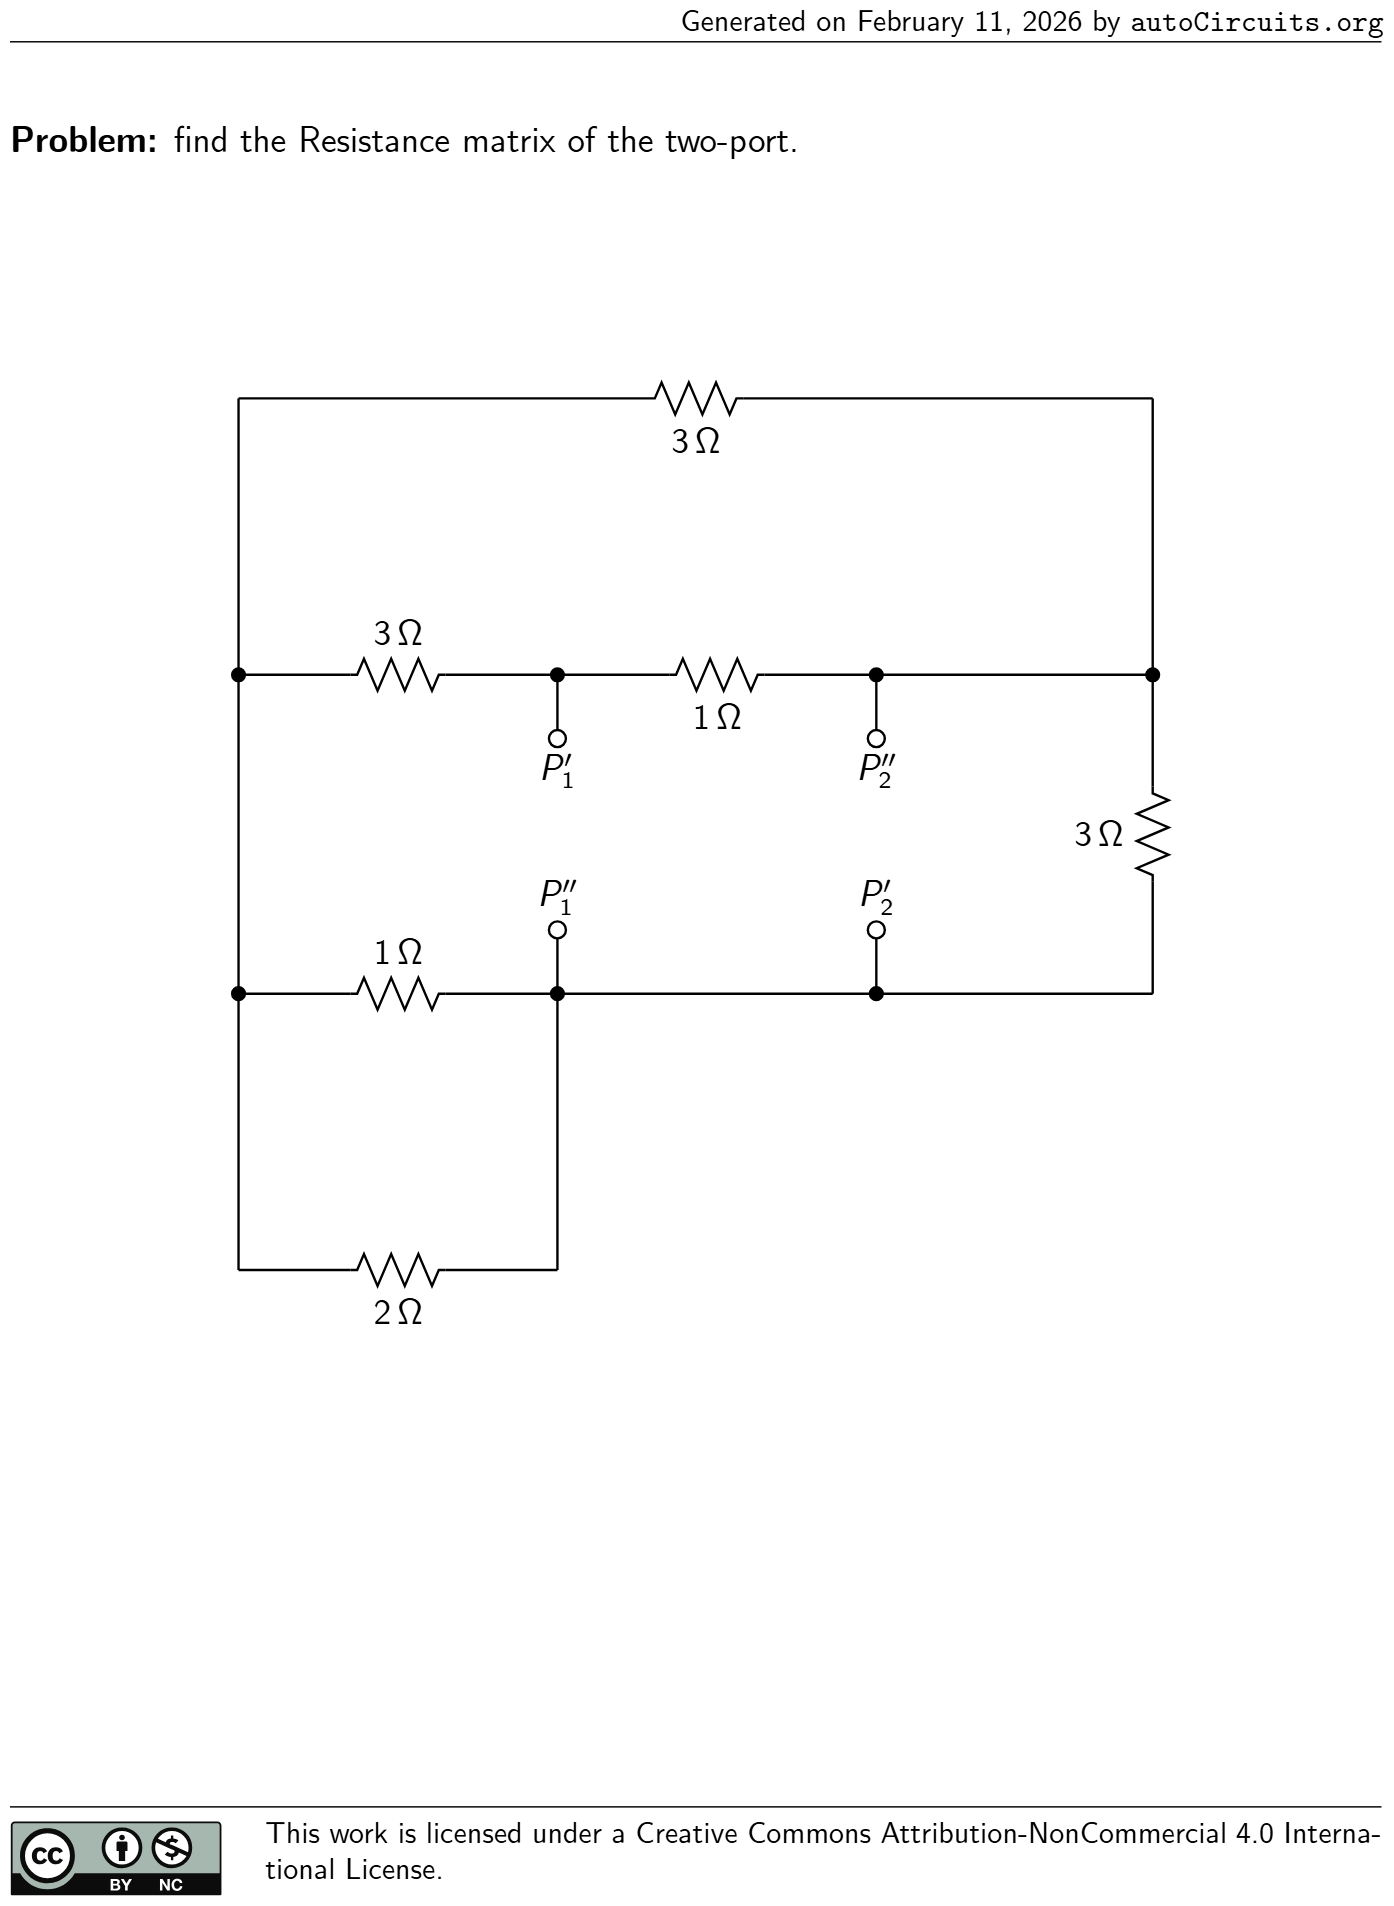 Generated on February 11, 2026 by autoCircuits.org
Problem: find the Resistance matrix of the two-port.
3 Ω
3 Ω
1 Ω
P′₁
P″₂
3 Ω
P″₁
P′₂
1 Ω
2 Ω
This work is licensed under a Creative Commons Attribution-NonCommercial 4.0 Interna-
tional License.
cc
BY NC